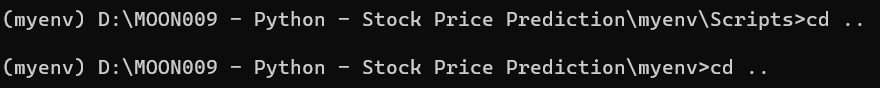 (myenv) D:\MOON009 - Python - Stock Price Prediction\myenv\Scripts>cd ..
(myenv) D:\MOON009 - Python - Stock Price Prediction\myenv>cd ..